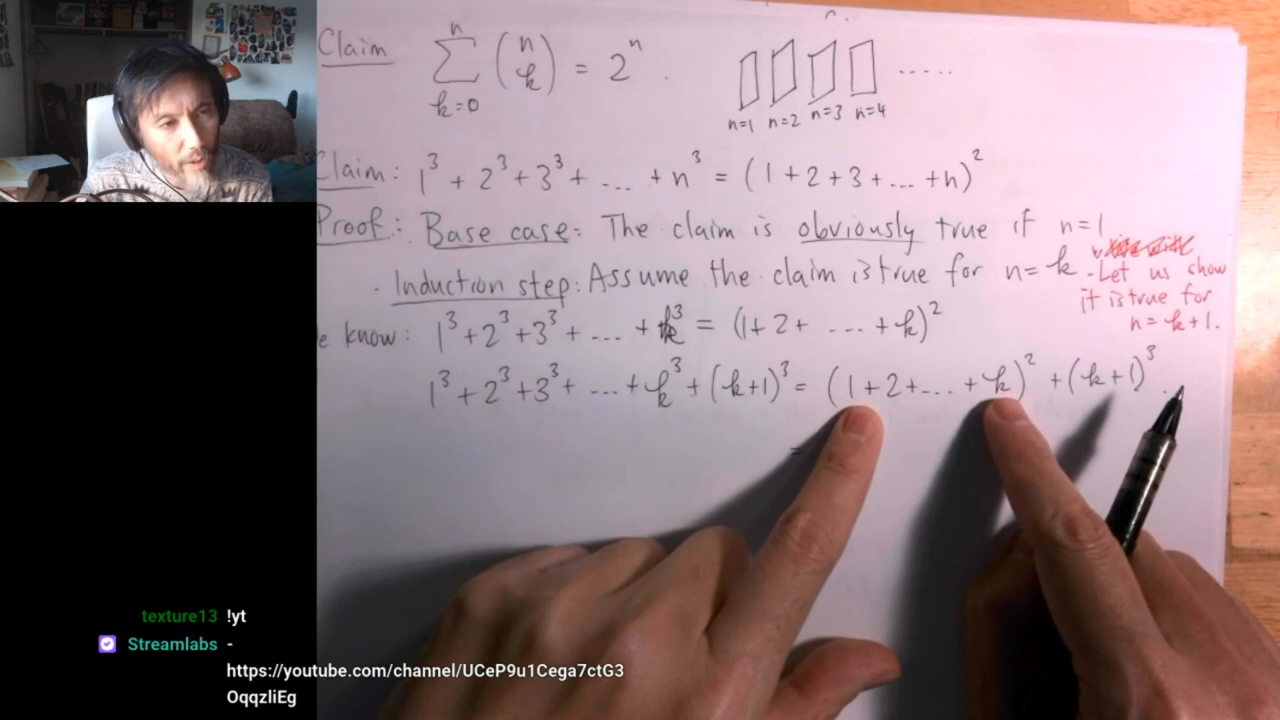 Claim ∑ₖ₌₀ⁿ (n k) = 2ⁿ .
n=1 n=2 n=3 n=4 .....
Claim: 1³ + 2³ + 3³ + ... + n³ = (1+2+3+...+n)²
Proof: Base case: The claim is obviously true if n=1
Induction step: Assume the claim is true for n=k.
Let us show
it is true for
n=k+1.
e know: 1³+2³+3³+ ... + k³ = (1+2+ ... +k)²
1³+2³+3³+ ... + k³ + (k+1)³ = (1+2+...+k)² + (k+1)³
=
texture13 !yt
Streamlabs -
https://youtube.com/channel/UCeP9u1Cega7ctG3
OqqzliEg